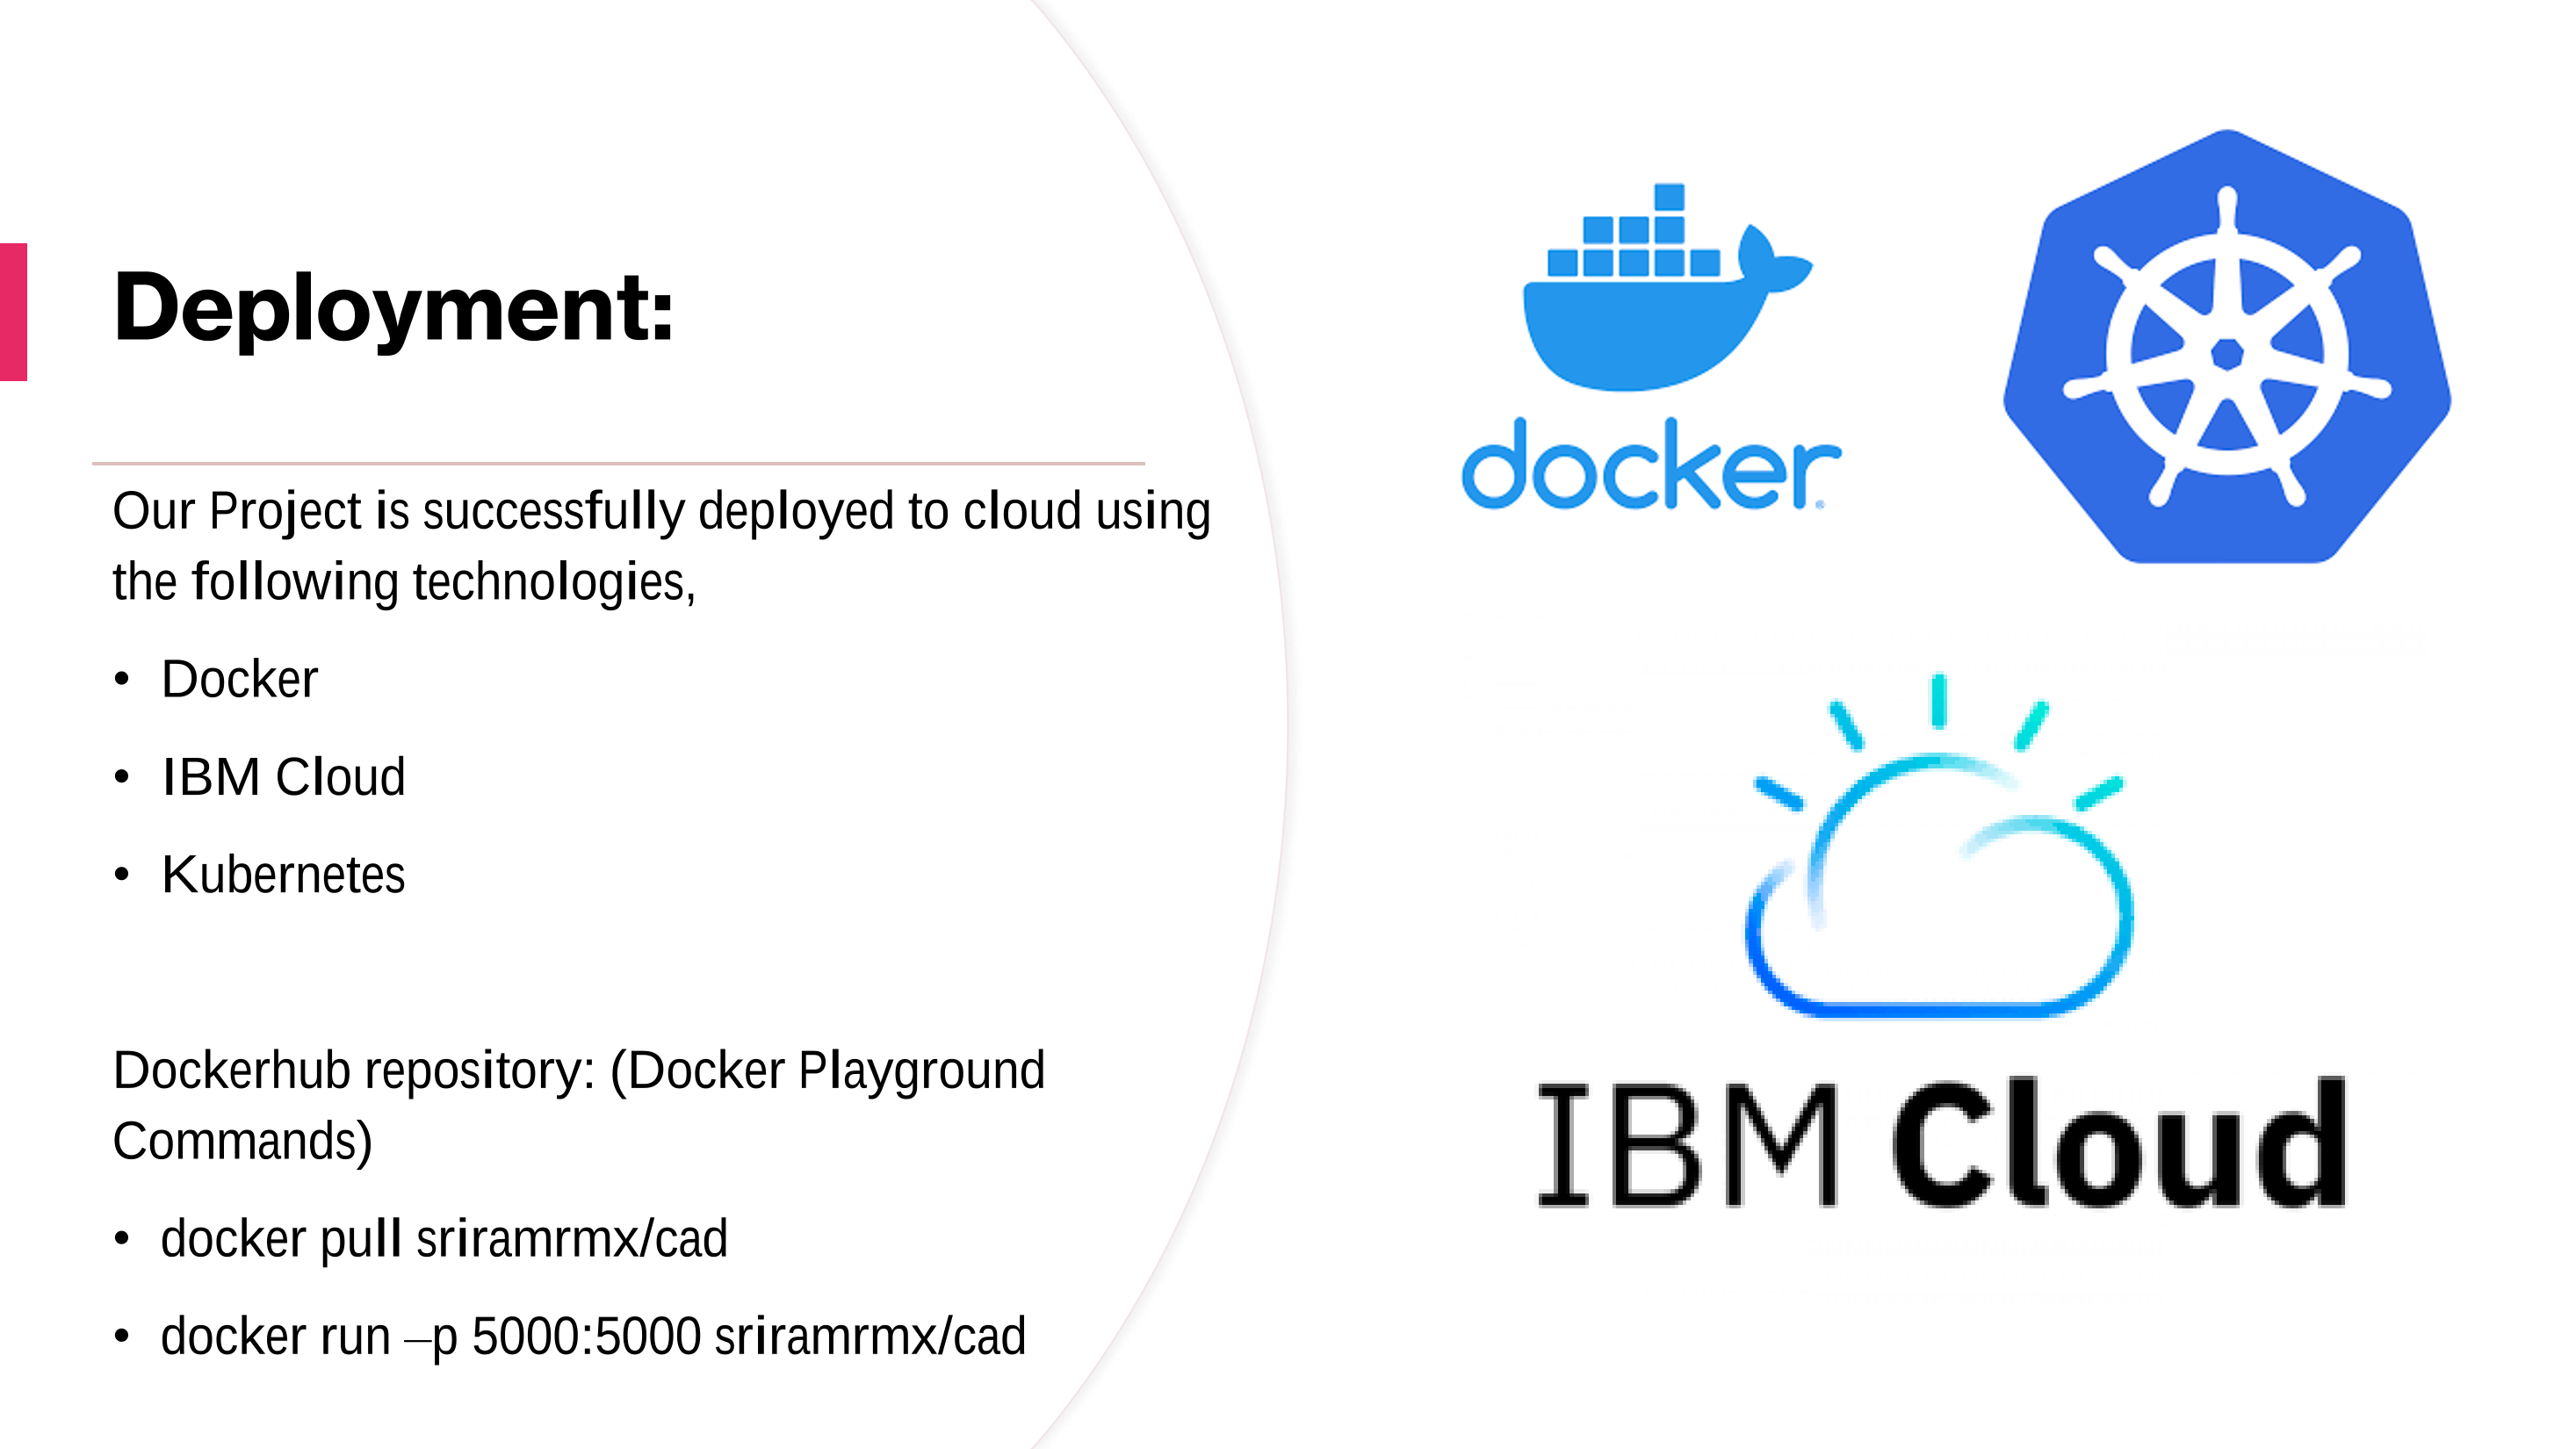 Deployment:
Our Project is successfully deployed to cloud using
the following technologies,
• Docker
• IBM Cloud
• Kubernetes
Dockerhub repository: (Docker Playground
Commands)
• docker pull sriramrmx/cad
• docker run –p 5000:5000 sriramrmx/cad
docker®
IBM Cloud